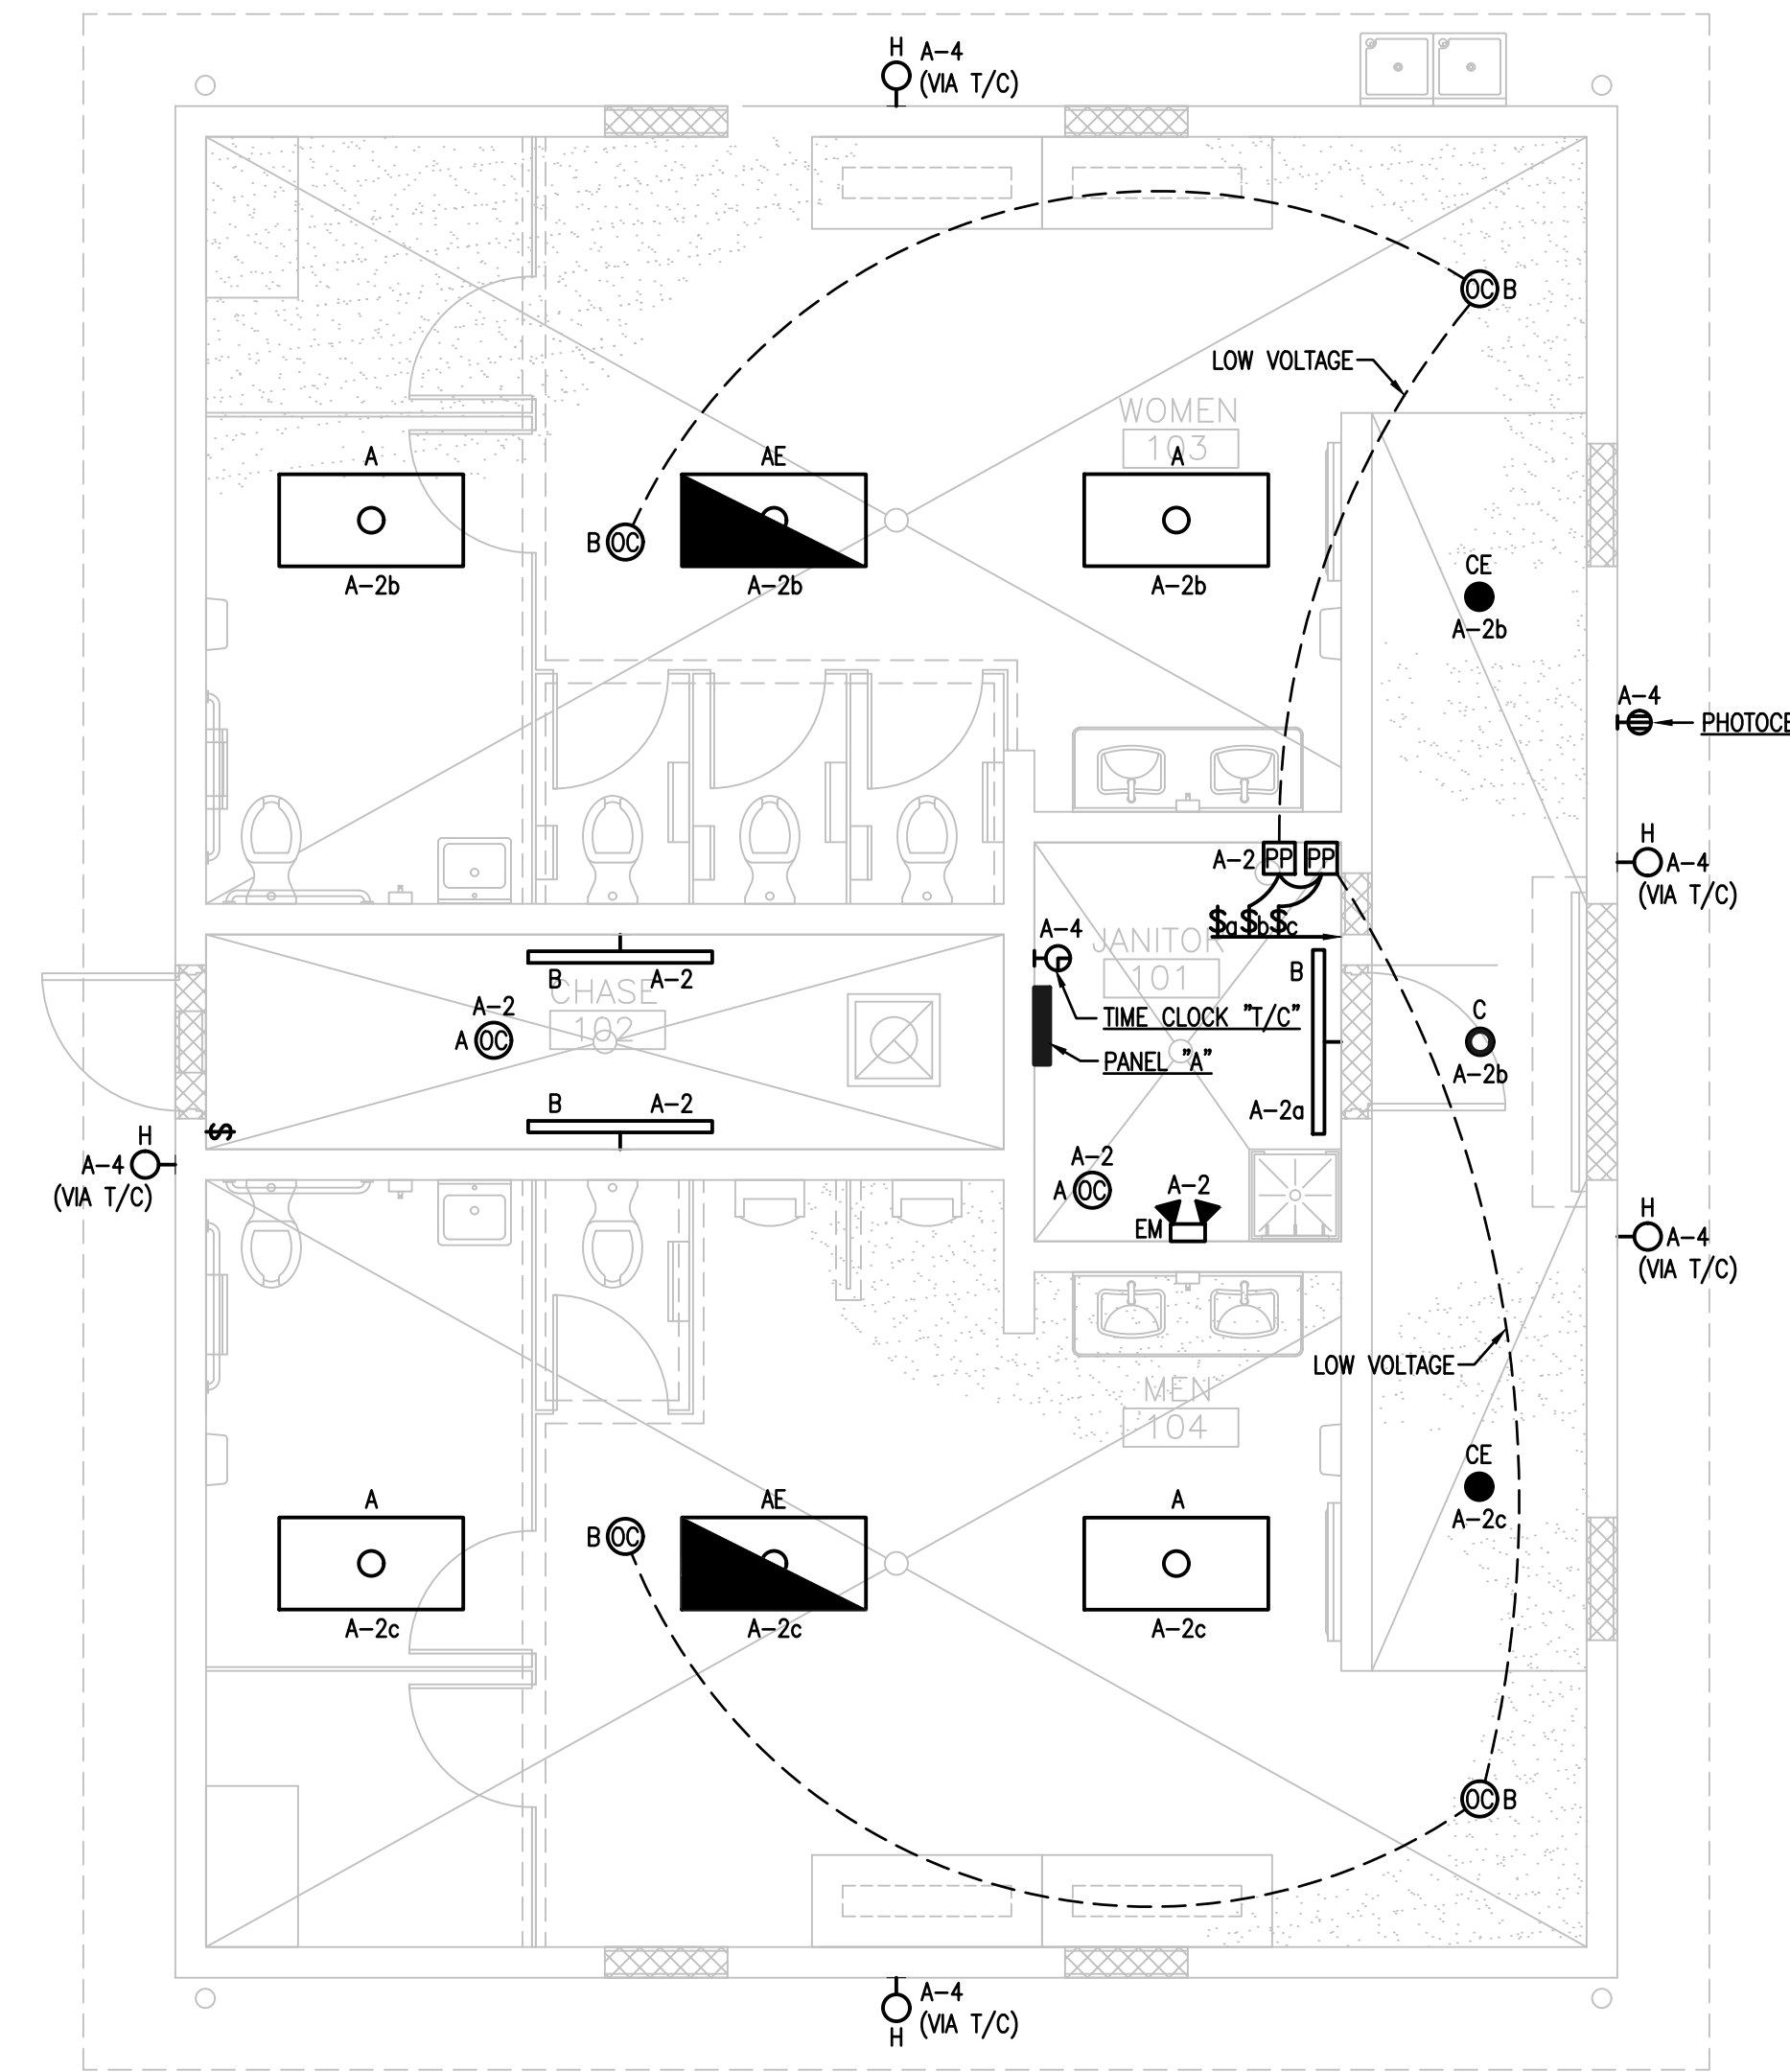 H
A-4
(VIA T/C)
OC B
LOW VOLTAGE
WOMEN
103
A
AE
A
B OC
A-2b
A-2b
A-2b
CE
A-2b
A-4
H
A-4
(VIA T/C)
A-2 PP PP
$a $b $c
A-4
JANITOR
101
B
A-2
B
CHASE
102
A-2
A OC
TIME CLOCK "T/C"
PANEL "A"
C
A-2b
B
A-2
A-2a
$
H
A-4
(VIA T/C)
A-2
A OC
A-2
EM
H
A-4
(VIA T/C)
LOW VOLTAGE
MEN
104
CE
A-2c
A
AE
A
B OC
A-2c
A-2c
A-2c
OC B
A-4
(VIA T/C)
H